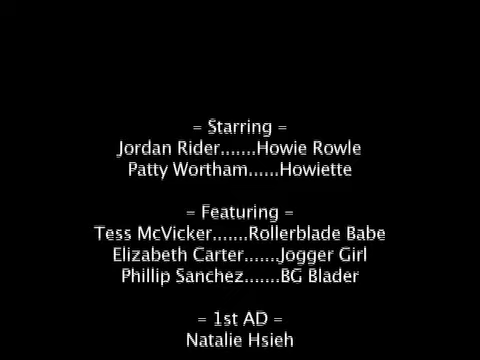 = Starring =
Jordan Rider.......Howie Rowle
Patty Wortham......Howiette
= Featuring =
Tess McVicker.......Rollerblade Babe
Elizabeth Carter.......Jogger Girl
Phillip Sanchez.......BG Blader
= 1st AD =
Natalie Hsieh